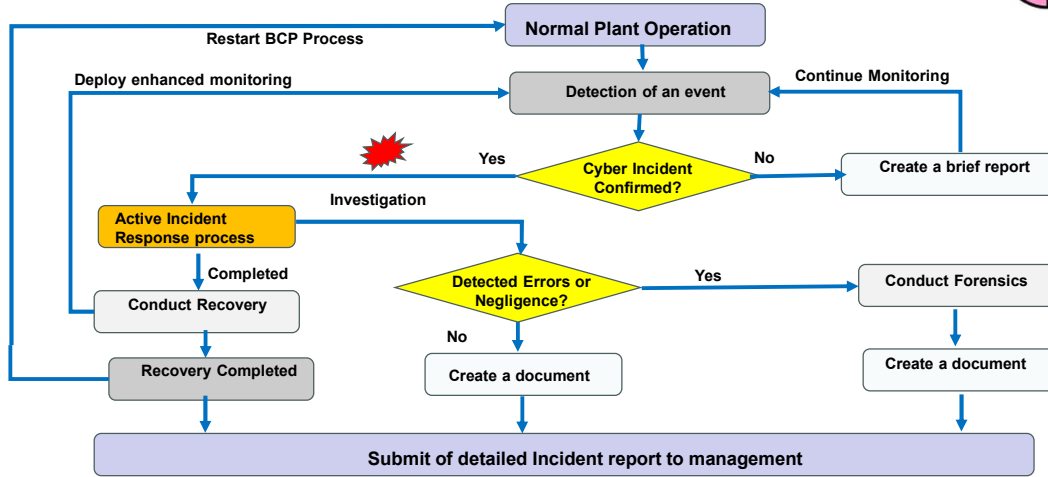 Normal Plant Operation
Restart BCP Process
Deploy enhanced monitoring
Continue Monitoring
Detection of an event
Yes
No
Cyber Incident
Confirmed?
Create a brief report
Investigation
Active Incident
Response process
Completed
Detected Errors or
Negligence?
Yes
Conduct Forensics
Conduct Recovery
No
Recovery Completed
Create a document
Create a document
Submit of detailed Incident report to management